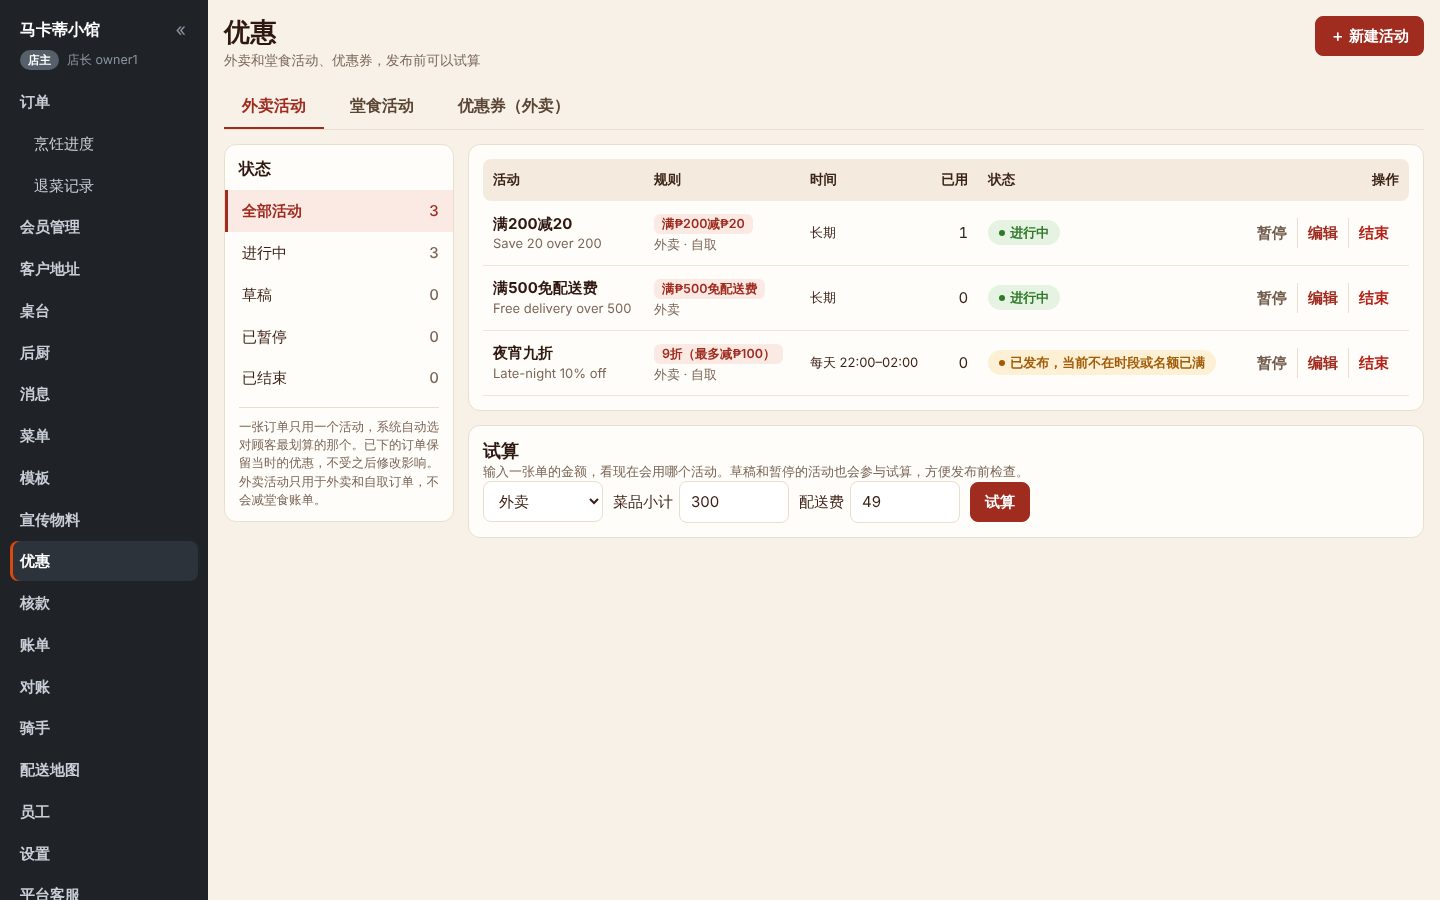 马卡蒂小馆 «
店主 店长 owner1
订单
烹饪进度
退菜记录
会员管理
客户地址
桌台
后厨
消息
菜单
模板
宣传物料
优惠
核款
账单
对账
骑手
配送地图
员工
设置
平台客服
优惠
外卖和堂食活动、优惠券，发布前可以试算
+ 新建活动
外卖活动 堂食活动 优惠券（外卖）
状态
全部活动 3
进行中 3
草稿 0
已暂停 0
已结束 0
一张订单只用一个活动，系统自动选
对顾客最划算的那个。已下的订单保
留当时的优惠，不受之后修改影响。
外卖活动只用于外卖和自取订单，不
会减堂食账单。
活动 规则 时间 已用 状态 操作
满200减20 满₱200减₱20
Save 20 over 200 外卖 · 自取 长期 1 进行中 暂停 编辑 结束
满500免配送费 满₱500免配送费
Free delivery over 500 外卖 长期 0 进行中 暂停 编辑 结束
夜宵九折 9折（最多减₱100）
Late-night 10% off 外卖 · 自取 每天 22:00–02:00 0 已发布，当前不在时段或名额已满 暂停 编辑 结束
试算
输入一张单的金额，看现在会用哪个活动。草稿和暂停的活动也会参与试算，方便发布前检查。
外卖 菜品小计 300 配送费 49 试算